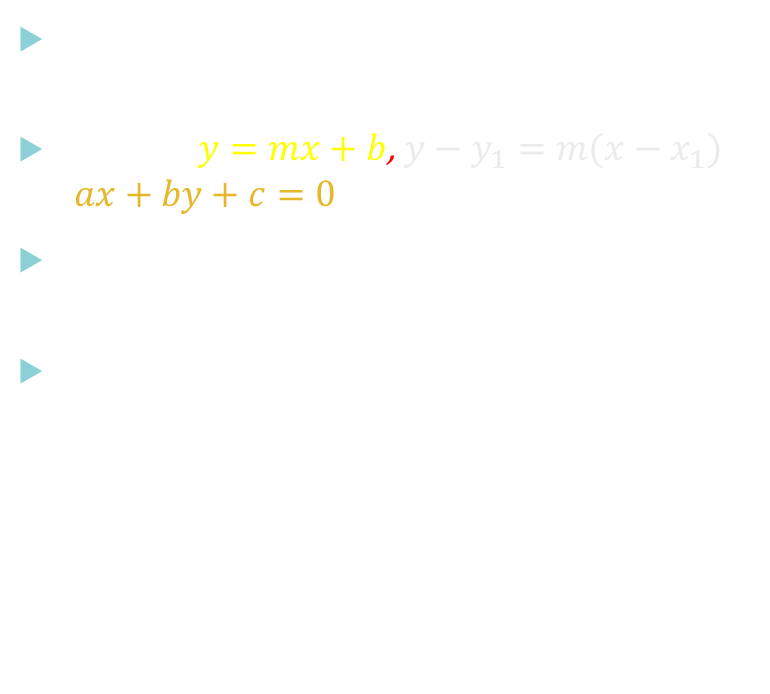 y = mx + b, y − y₁ = m(x − x₁)
ax + by + c = 0